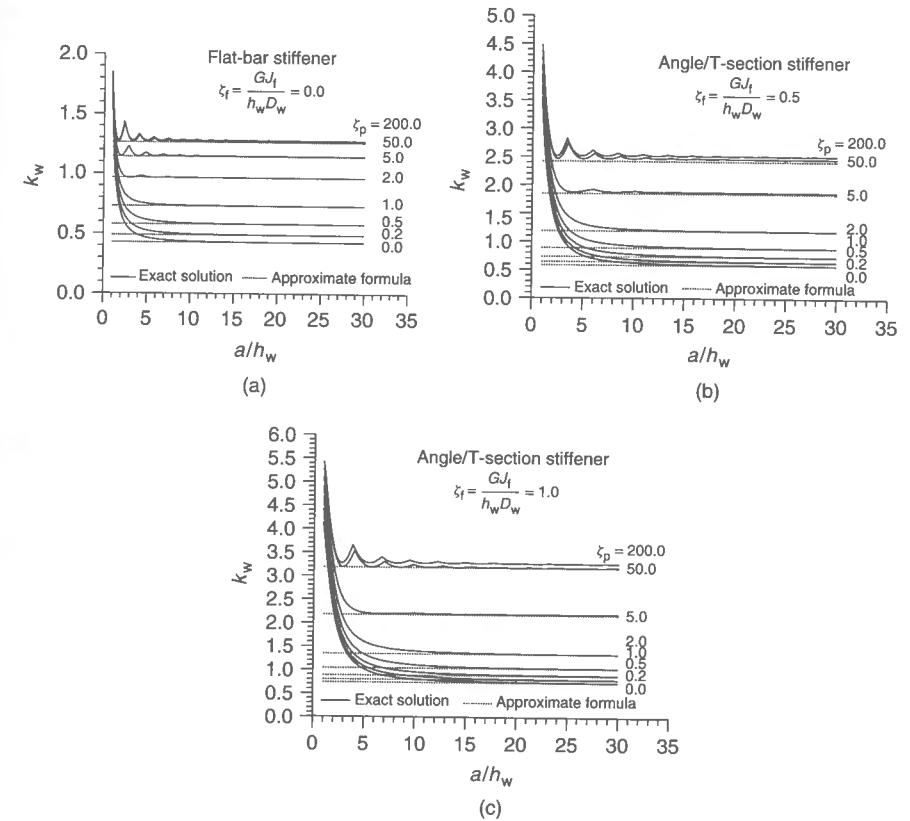 Flat-bar stiffener
ζf = GJf / hwDw = 0.0
ζp = 200.0
50.0
5.0
2.0
1.0
0.5
0.2
0.0
2.0
1.5
1.0
0.5
0.0
kw
Exact solution
Approximate formula
0 5 10 15 20 25 30 35
a/hw
(a)
Angle/T-section stiffener
ζf = GJf / hwDw = 0.5
ζp = 200.0
50.0
5.0
2.0
1.0
0.5
0.2
0.0
5.0
4.5
4.0
3.5
3.0
2.5
2.0
1.5
1.0
0.5
0.0
kw
Exact solution
Approximate formula
0 5 10 15 20 25 30 35
a/hw
(b)
Angle/T-section stiffener
ζf = GJf / hwDw = 1.0
ζp = 200.0
50.0
5.0
2.0
1.0
0.5
0.2
0.0
6.0
5.5
5.0
4.5
4.0
3.5
3.0
2.5
2.0
1.5
1.0
0.5
0.0
kw
Exact solution
Approximate formula
0 5 10 15 20 25 30 35
a/hw
(c)